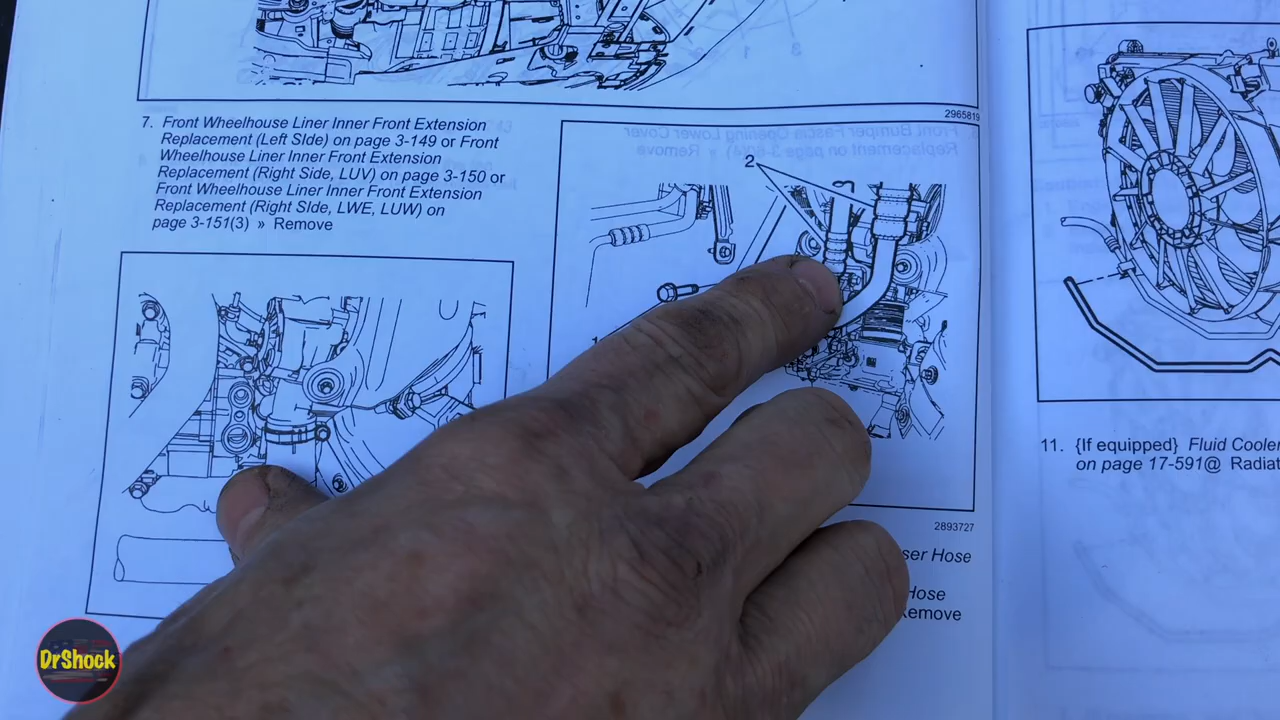 2965819
7. Front Wheelhouse Liner Inner Front Extension
Replacement (Left SIde) on page 3-149 or Front
Wheelhouse Liner Inner Front Extension
Replacement (Right Side, LUV) on page 3-150 or
Front Wheelhouse Liner Inner Front Extension
Replacement (Right SIde, LWE, LUW) on
page 3-151(3) » Remove
2
2893727
ser Hose
Hose
Remove
11. {If equipped} Fluid Cooler
on page 17-591@ Radiat
DrShock